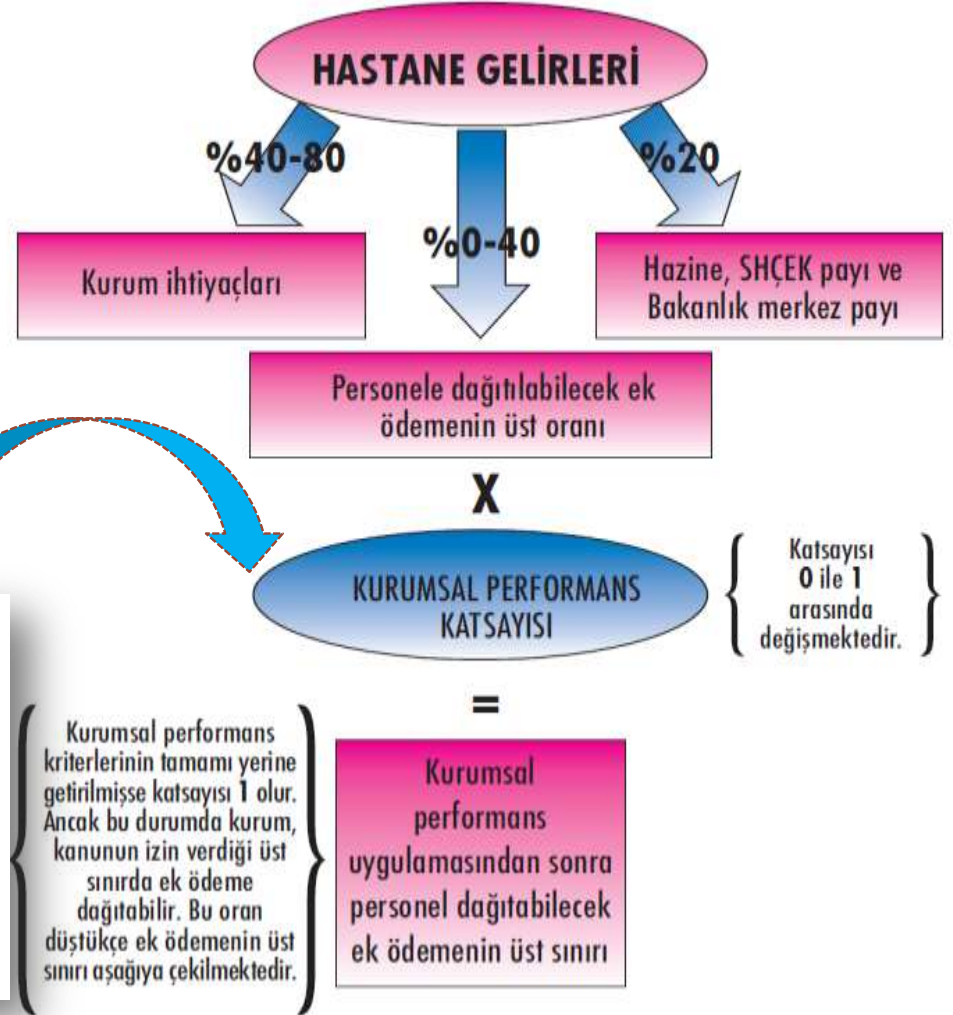 HASTANE GELİRLERİ
%40-80
%0-40
%20
Kurum ihtiyaçları
Hazine, SHÇEK payı ve
Bakanlık merkez payı
Personele dağıtılabilecek ek
ödemenin üst oranı
X
KURUMSAL PERFORMANS
KATSAYISI
Katsayısı
0 ile 1
arasında
değişmektedir.
=
Kurumsal performans
kriterlerinin tamamı yerine
getirilmişse katsayısı 1 olur.
Ancak bu durumda kurum,
kanunun izin verdiği üst
sınırda ek ödeme
dağıtabilir. Bu oran
düştükçe ek ödemenin üst
sınırı aşağıya çekilmektedir.
Kurumsal
performans
uygulamasından sonra
personel dağıtabilecek
ek ödemenin üst sınırı